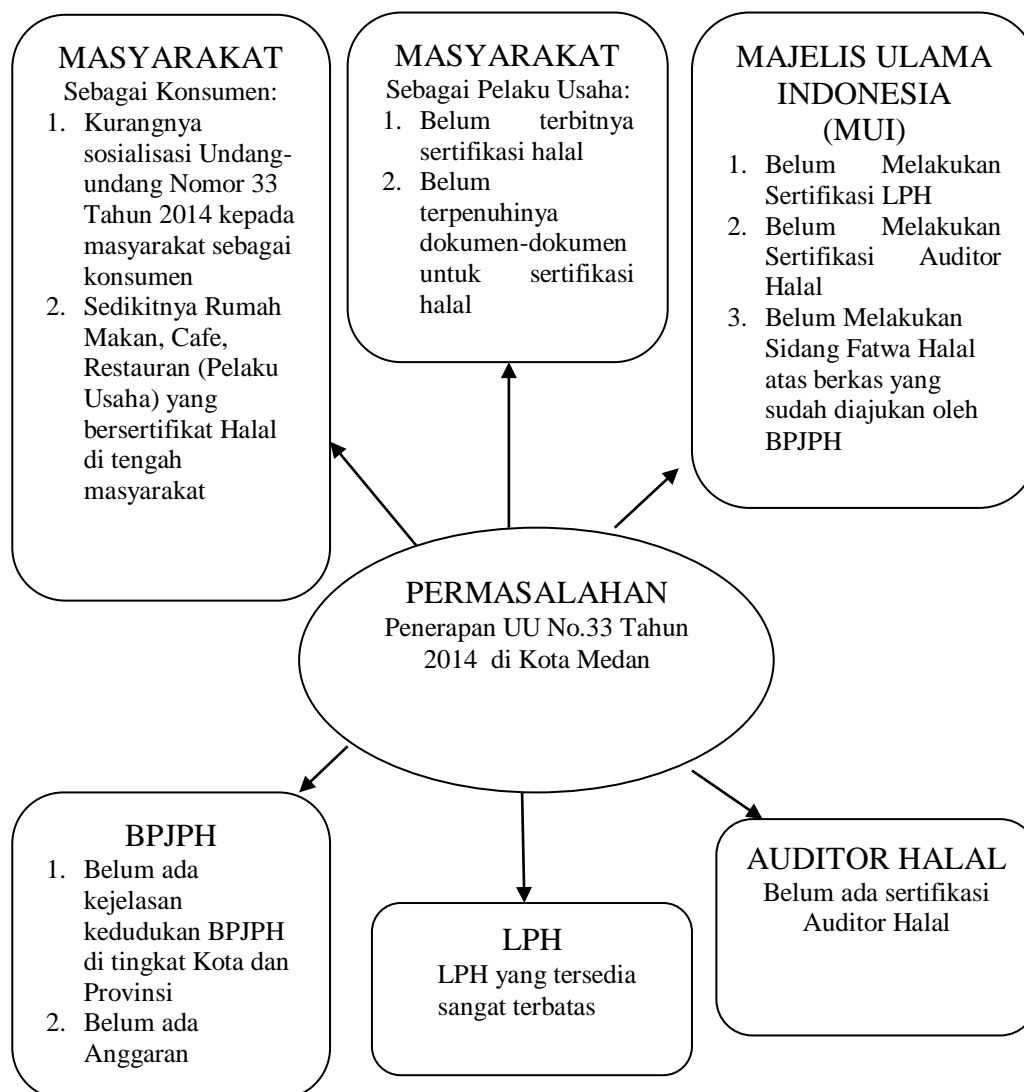 MASYARAKAT
Sebagai Konsumen:
1. Kurangnya
sosialisasi Undang-
undang Nomor 33
Tahun 2014 kepada
masyarakat sebagai
konsumen
2. Sedikitnya Rumah
Makan, Cafe,
Restauran (Pelaku
Usaha) yang
bersertifikat Halal
di tengah
masyarakat
MASYARAKAT
Sebagai Pelaku Usaha:
1. Belum terbitnya
sertifikasi halal
2. Belum
terpenuhinya
dokumen-dokumen
untuk sertifikasi
halal
MAJELIS ULAMA
INDONESIA
(MUI)
1. Belum Melakukan
Sertifikasi LPH
2. Belum Melakukan
Sertifikasi Auditor
Halal
3. Belum Melakukan
Sidang Fatwa Halal
atas berkas yang
sudah diajukan oleh
BPJPH
PERMASALAHAN
Penerapan UU No.33 Tahun
2014 di Kota Medan
BPJPH
1. Belum ada
kejelasan
kedudukan BPJPH
di tingkat Kota dan
Provinsi
2. Belum ada
Anggaran
LPH
LPH yang tersedia
sangat terbatas
AUDITOR HALAL
Belum ada sertifikasi
Auditor Halal